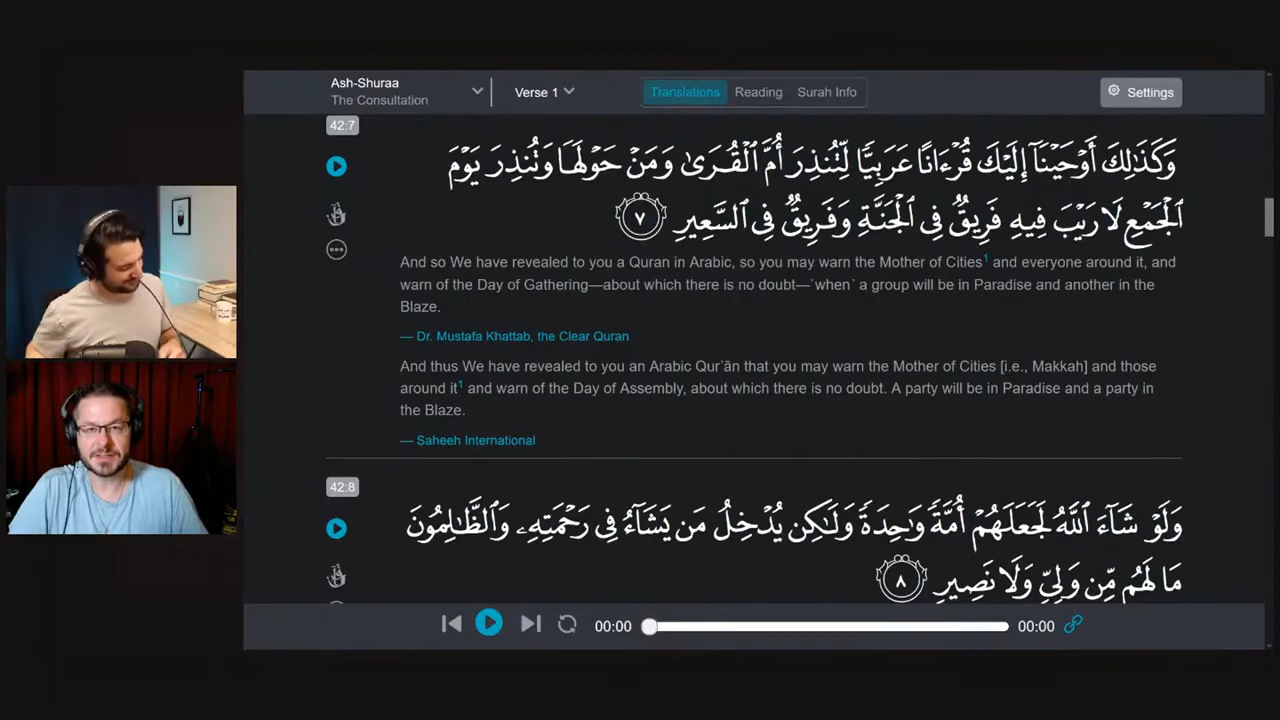 Ash-Shuraa
The Consultation
Verse 1
Translations
Reading
Surah Info
Settings
42:7
وَكَذَٰلِكَ أَوْحَيْنَآ إِلَيْكَ قُرْءَانًا عَرَبِيًّا لِّتُنذِرَ أُمَّ ٱلْقُرَىٰ وَمَنْ حَوْلَهَا وَتُنذِرَ يَوْمَ
ٱلْجَمْعِ لَا رَيْبَ فِيهِ فَرِيقٌ فِى ٱلْجَنَّةِ وَفَرِيقٌ فِى ٱلسَّعِيرِ ٧
And so We have revealed to you a Quran in Arabic, so you may warn the Mother of Cities1 and everyone around it, and
warn of the Day of Gathering—about which there is no doubt—ʻwhenʼ a group will be in Paradise and another in the
Blaze.
— Dr. Mustafa Khattab, the Clear Quran
And thus We have revealed to you an Arabic Qur’ān that you may warn the Mother of Cities [i.e., Makkah] and those
around it1 and warn of the Day of Assembly, about which there is no doubt. A party will be in Paradise and a party in
the Blaze.
— Saheeh International
42:8
وَلَوْ شَآءَ ٱللَّهُ لَجَعَلَهُمْ أُمَّةً وَٰحِدَةً وَلَـٰكِن يُدْخِلُ مَن يَشَآءُ فِى رَحْمَتِهِۦ وَٱلظَّـٰلِمُونَ
مَا لَهُم مِّن وَلِىٍّ وَلَا نَصِيرٍ ٨
00:00
00:00